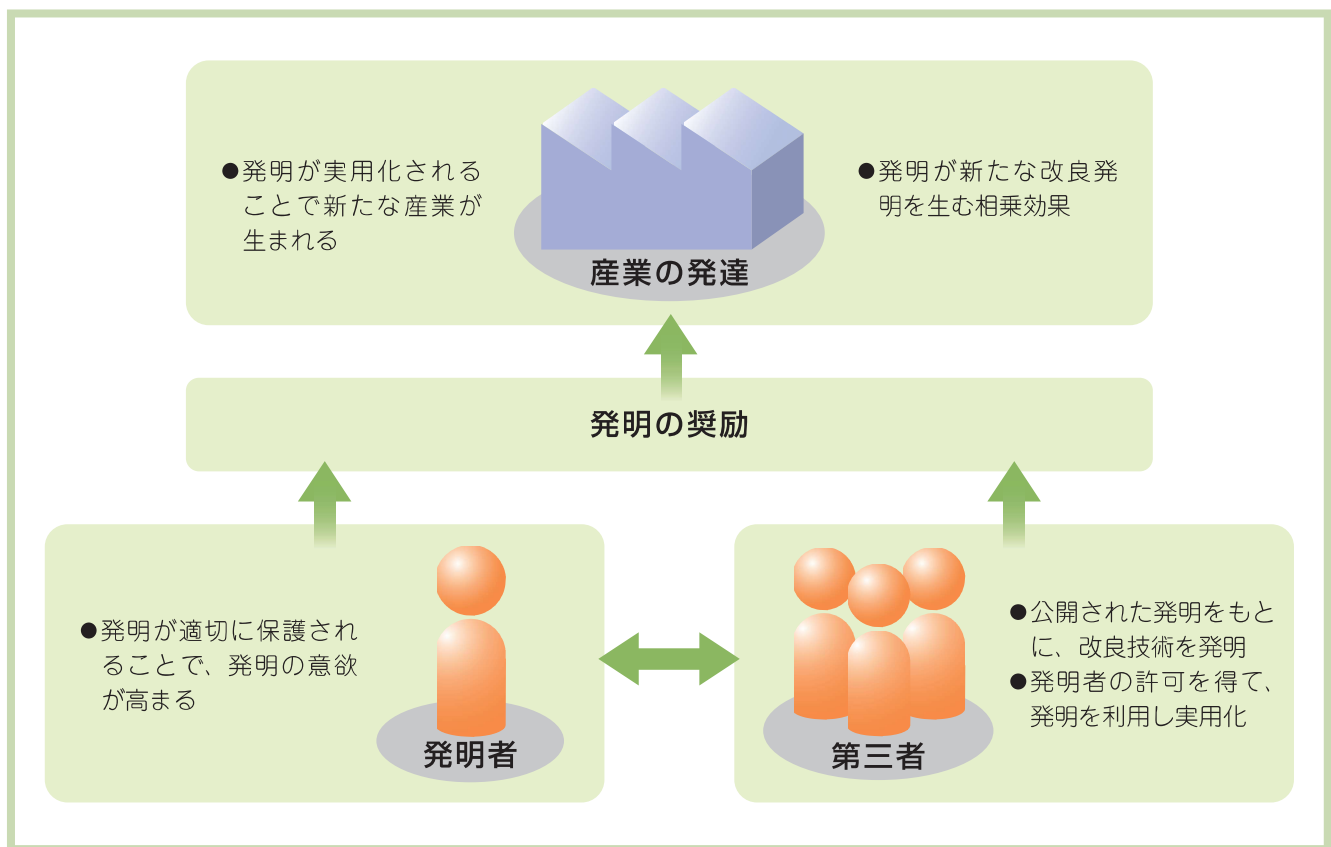 ●発明が実用化される
ことで新たな産業が
生まれる
●発明が新たな改良発
明を生む相乗効果
産業の発達
発明の奨励
●発明が適切に保護され
ることで、発明の意欲
が高まる
発明者
第三者
●公開された発明をもと
に、改良技術を発明
●発明者の許可を得て、
発明を利用し実用化